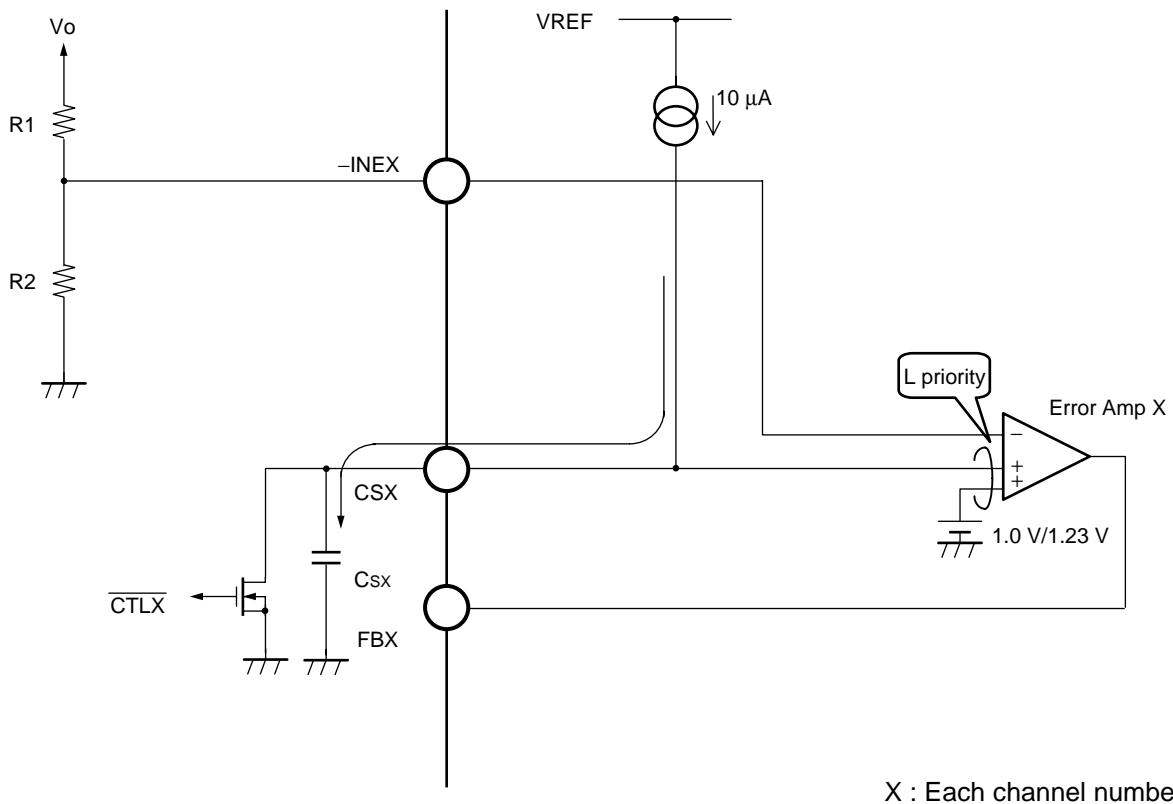 Vo
VREF
R1
10 µA
−INEX
R2
L priority
Error Amp X
−
+
+
CSX
1.0 V/1.23 V
CSX
CTLX
FBX
X : Each channel numbe